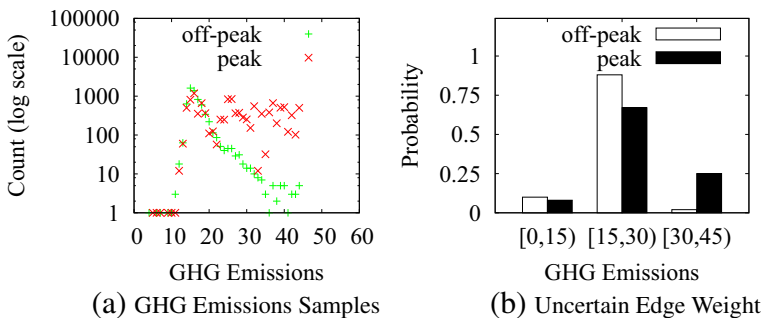 off-peak
peak
Count (log scale)
100000
10000
1000
100
10
1
0 10 20 30 40 50 60
GHG Emissions
(a) GHG Emissions Samples
off-peak
peak
Probability
1
0.75
0.5
0.25
0
[0,15) [15,30) [30,45)
GHG Emissions
(b) Uncertain Edge Weight